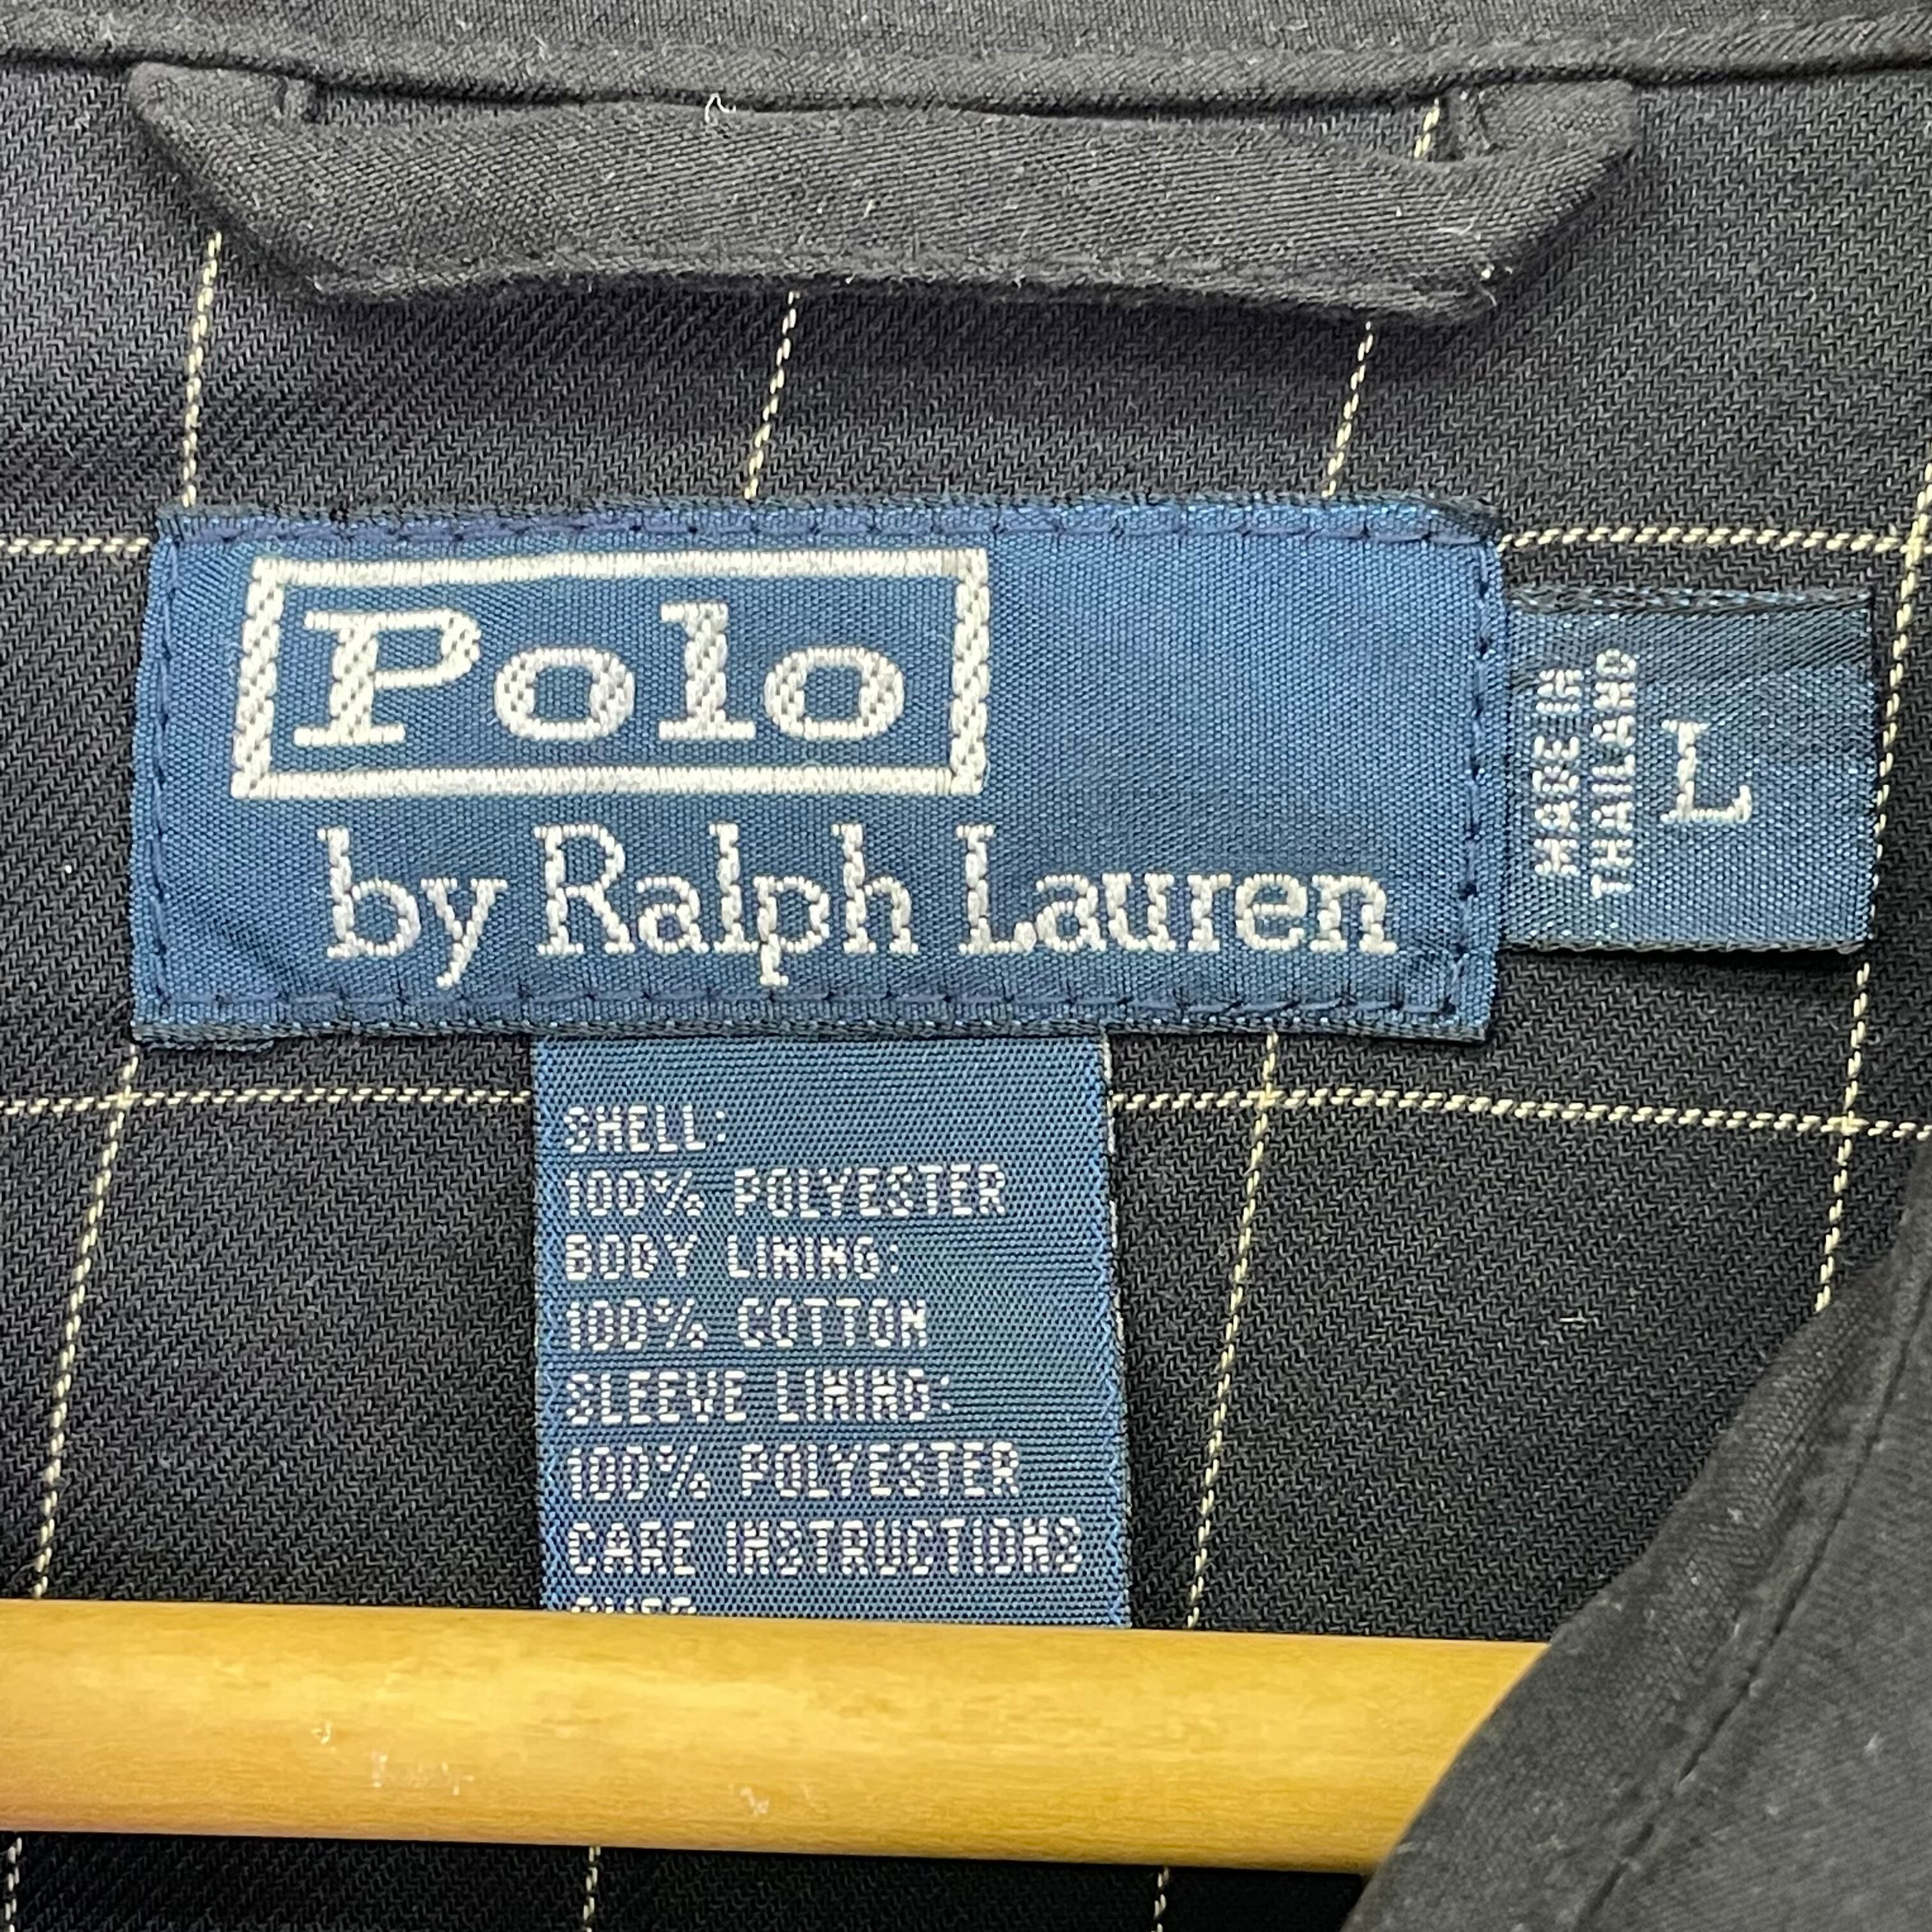 Polo
by Ralph Lauren
MADE IN
THAILAND
L
SHELL:
100% POLYESTER
BODY LINING:
100% COTTON
SLEEVE LINING:
100% POLYESTER
CARE INSTRUCTIONS